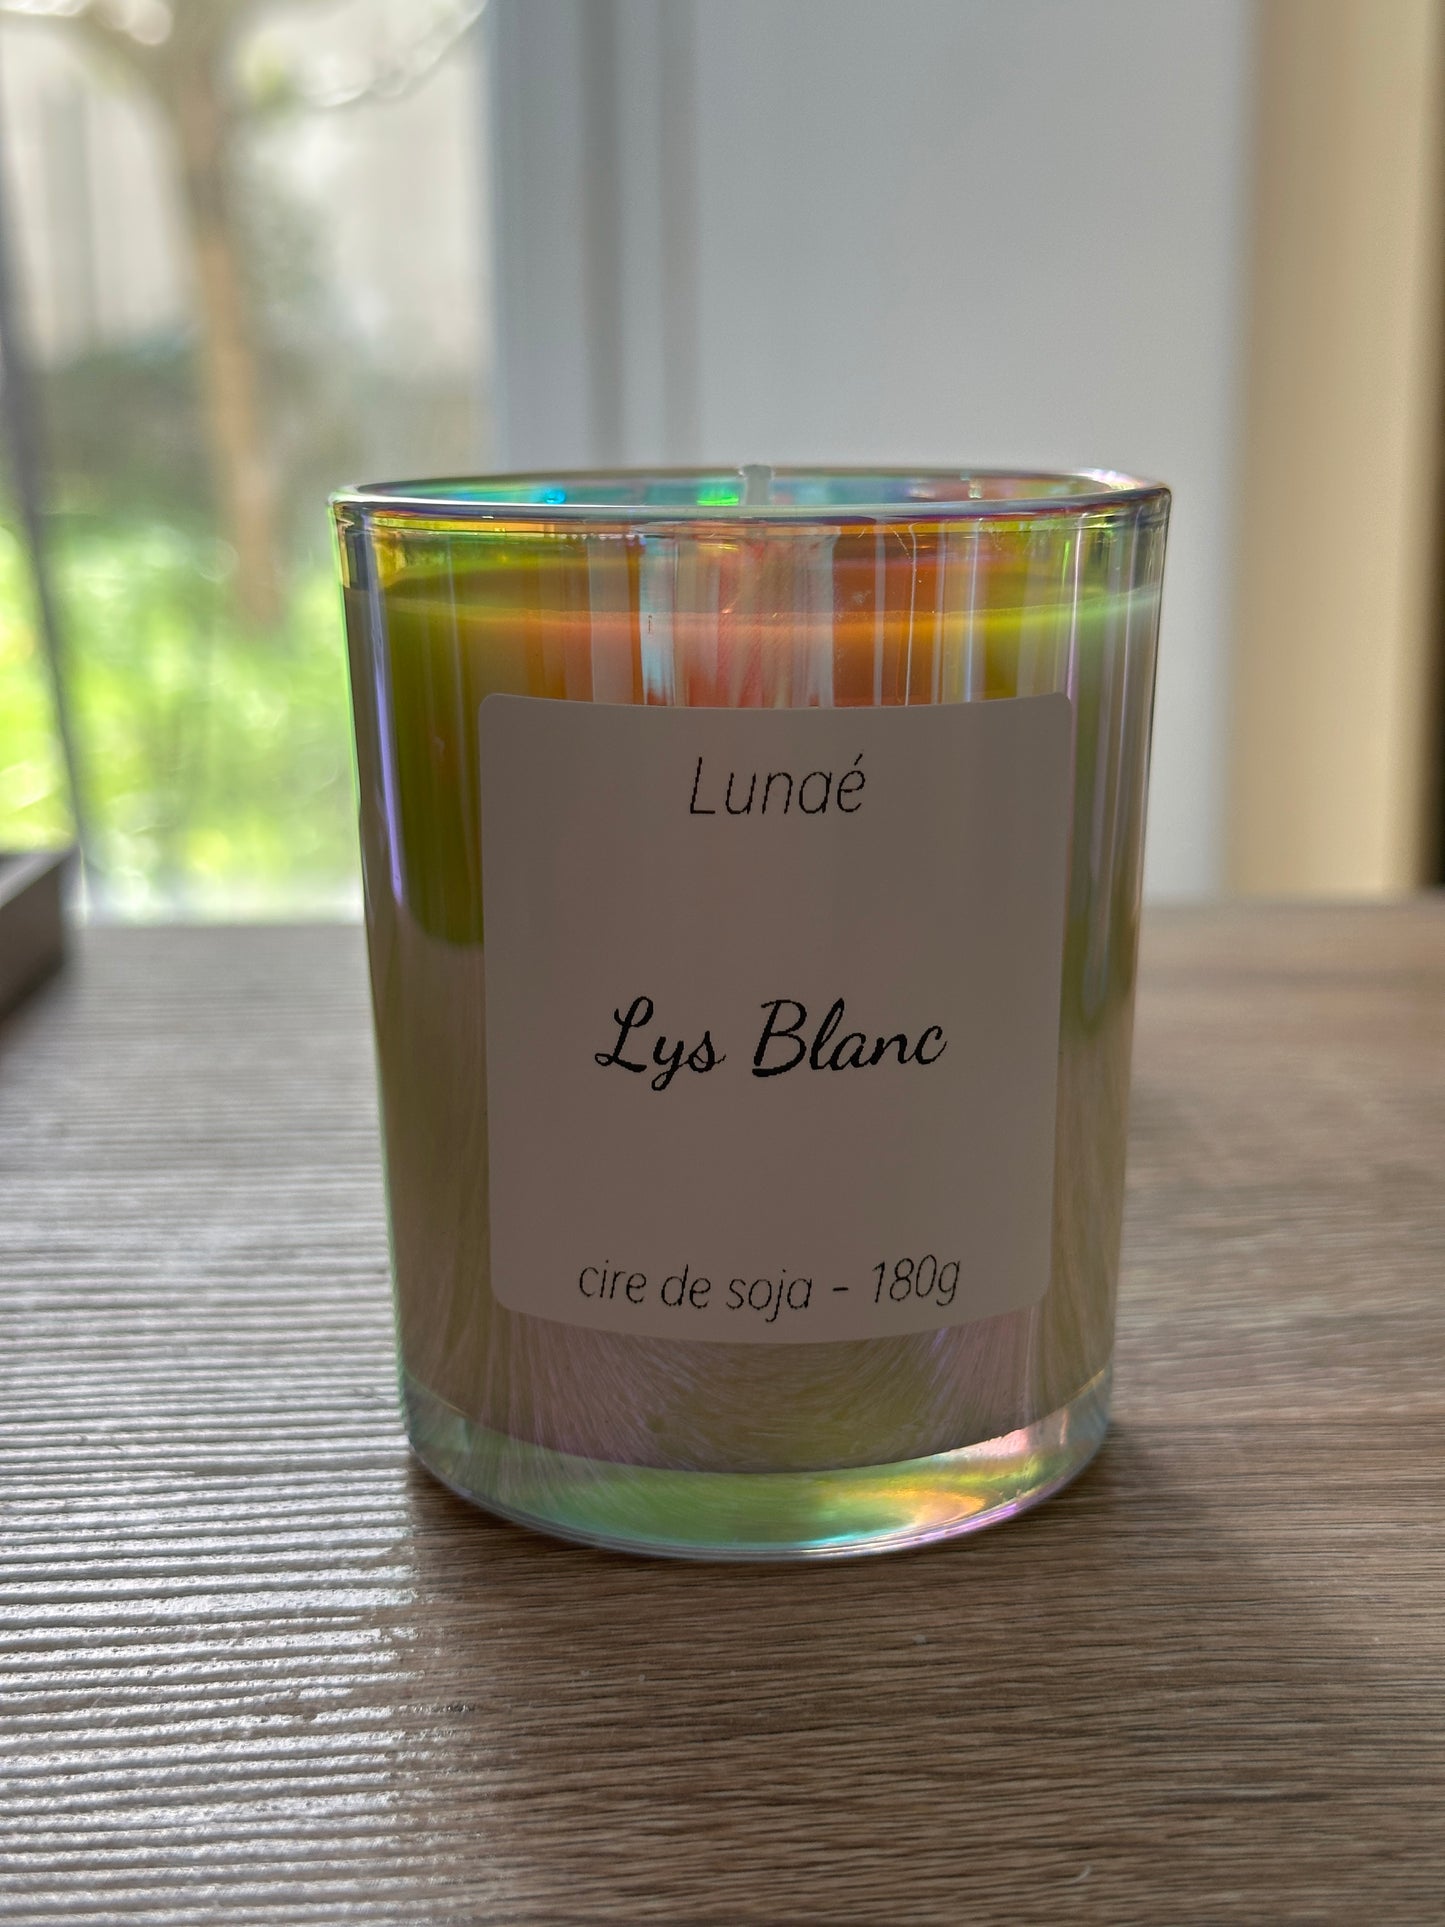 Lunaé
Lys Blanc
cire de soja - 180g